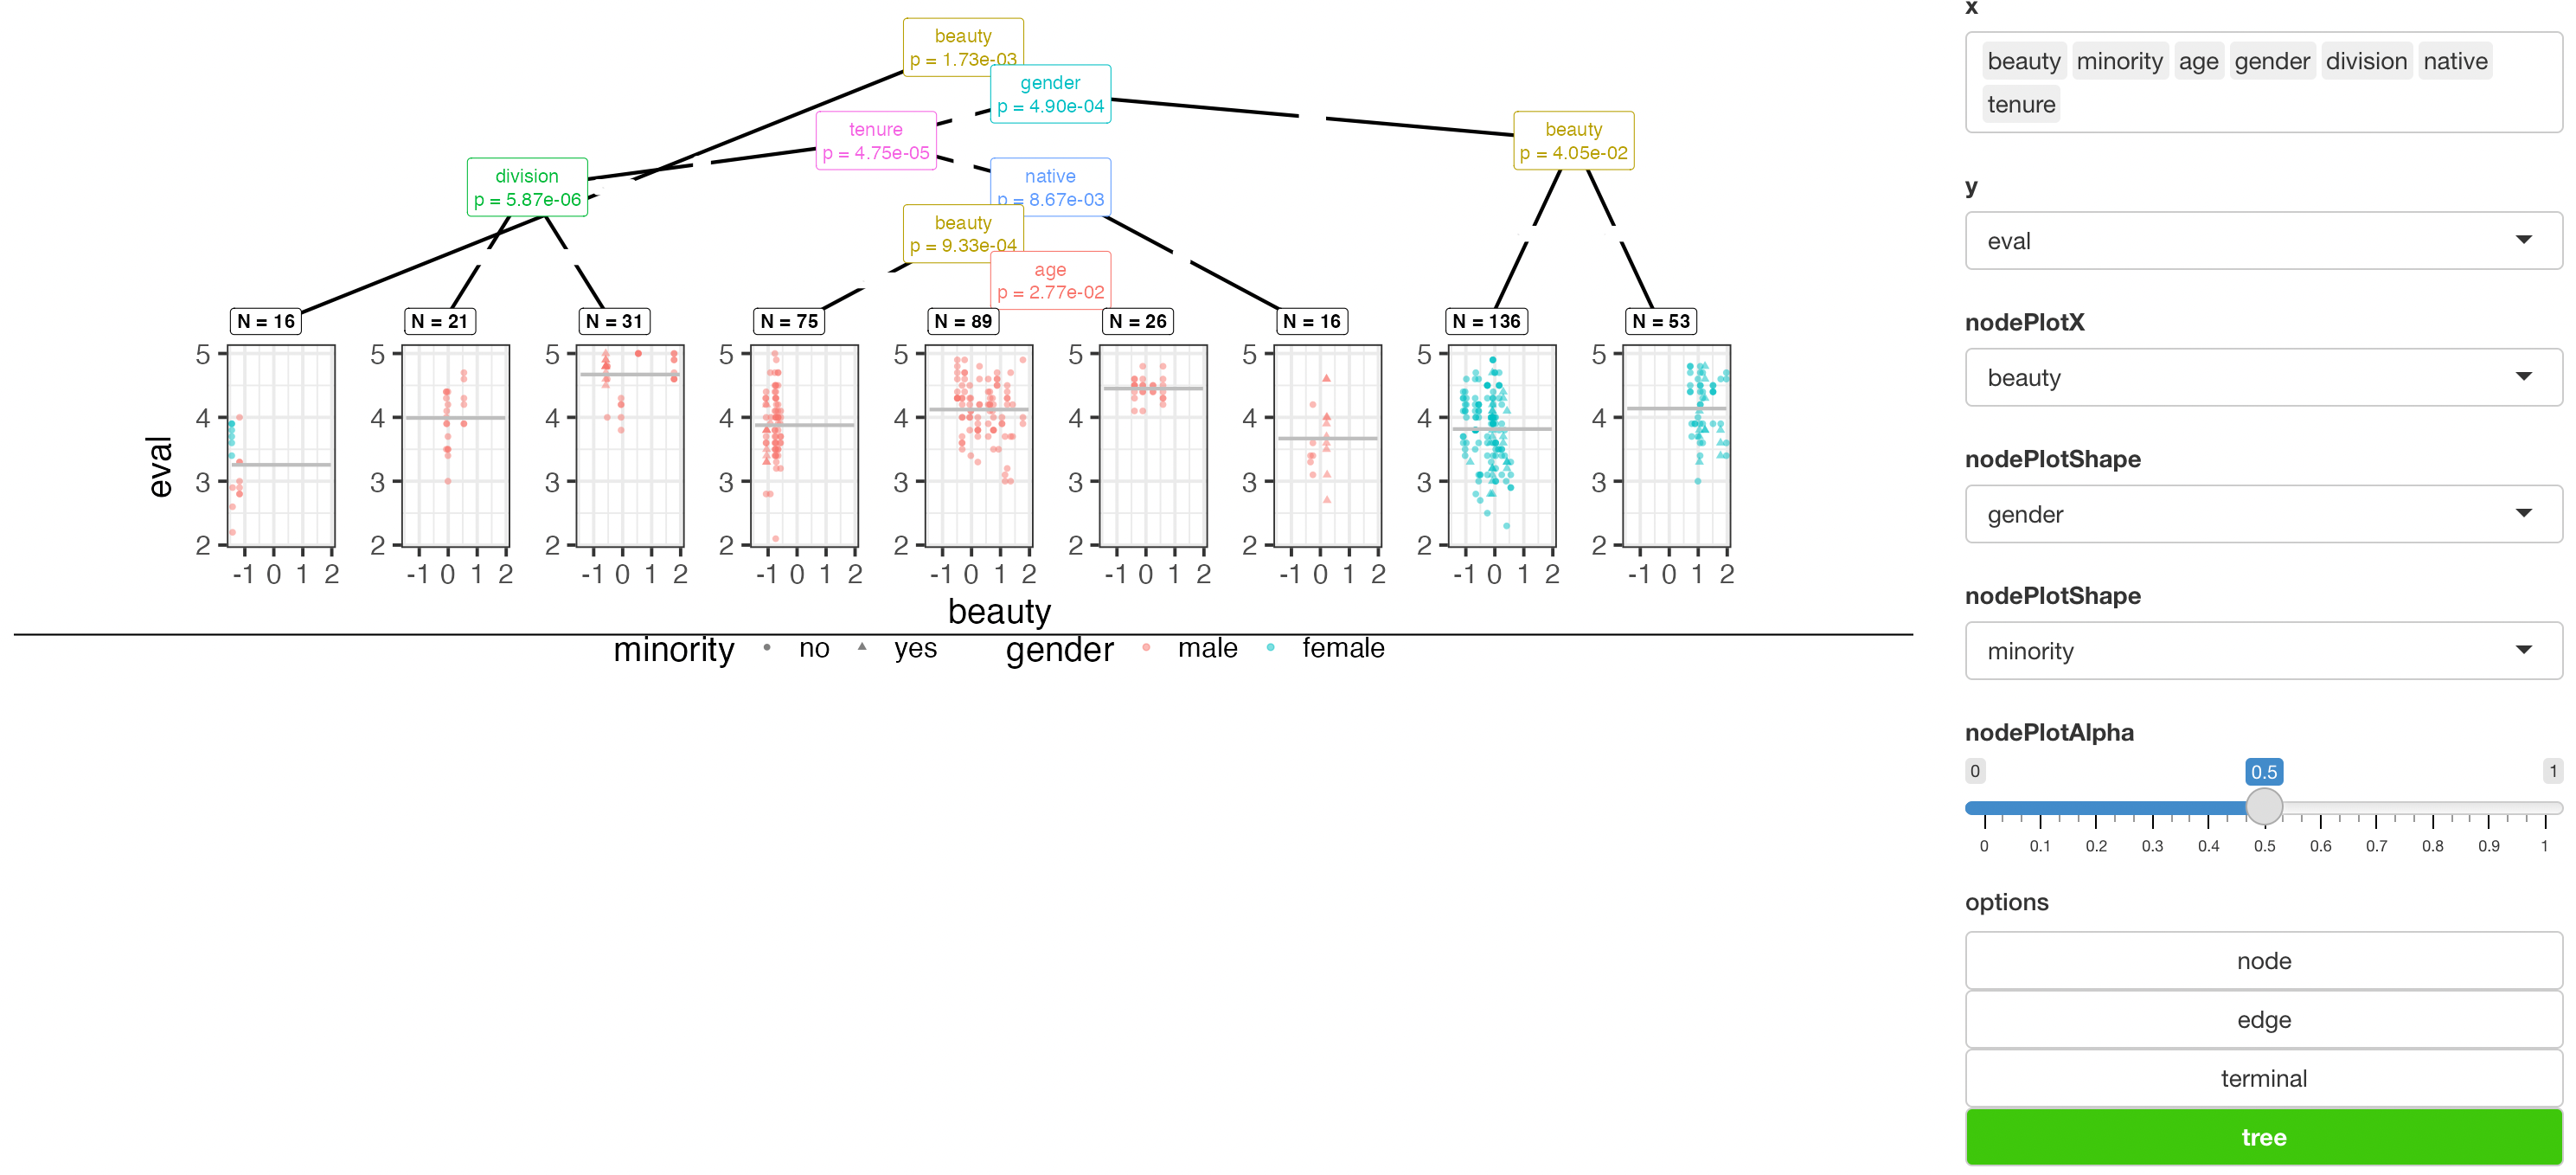 beauty
p = 1.73e-03
gender
p = 4.90e-04
tenure
p = 4.75e-05
beauty
p = 4.05e-02
division
p = 5.87e-06
native
p = 8.67e-03
beauty
p = 9.33e-04
age
p = 2.77e-02
N = 16 N = 21 N = 31 N = 75 N = 89 N = 26 N = 16 N = 136 N = 53
5 5 5 5 5 5 5 5 5
4 4 4 4 4 4 4 4 4
3 3 3 3 3 3 3 3 3
2 2 2 2 2 2 2 2 2
eval
-1 0 1 2 -1 0 1 2 -1 0 1 2 -1 0 1 2 -1 0 1 2 -1 0 1 2 -1 0 1 2 -1 0 1 2 -1 0 1 2
beauty
minority no yes gender male female
x
beauty minority age gender division native
tenure
y
eval
nodePlotX
beauty
nodePlotShape
gender
nodePlotShape
minority
nodePlotAlpha
0 0.5 1
0 0.1 0.2 0.3 0.4 0.5 0.6 0.7 0.8 0.9 1
options
node
edge
terminal
tree